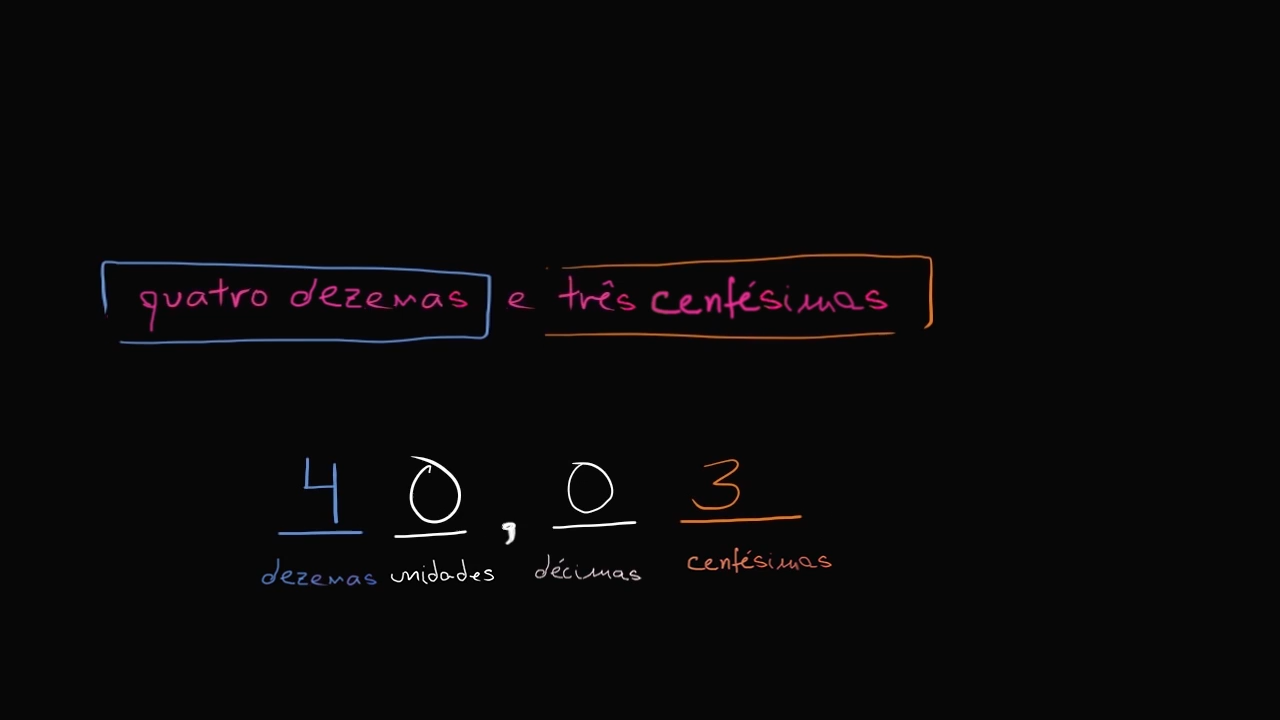 quatro dezenas e três centésimas
4 0 , 0 3
dezenas unidades décimas centésimas